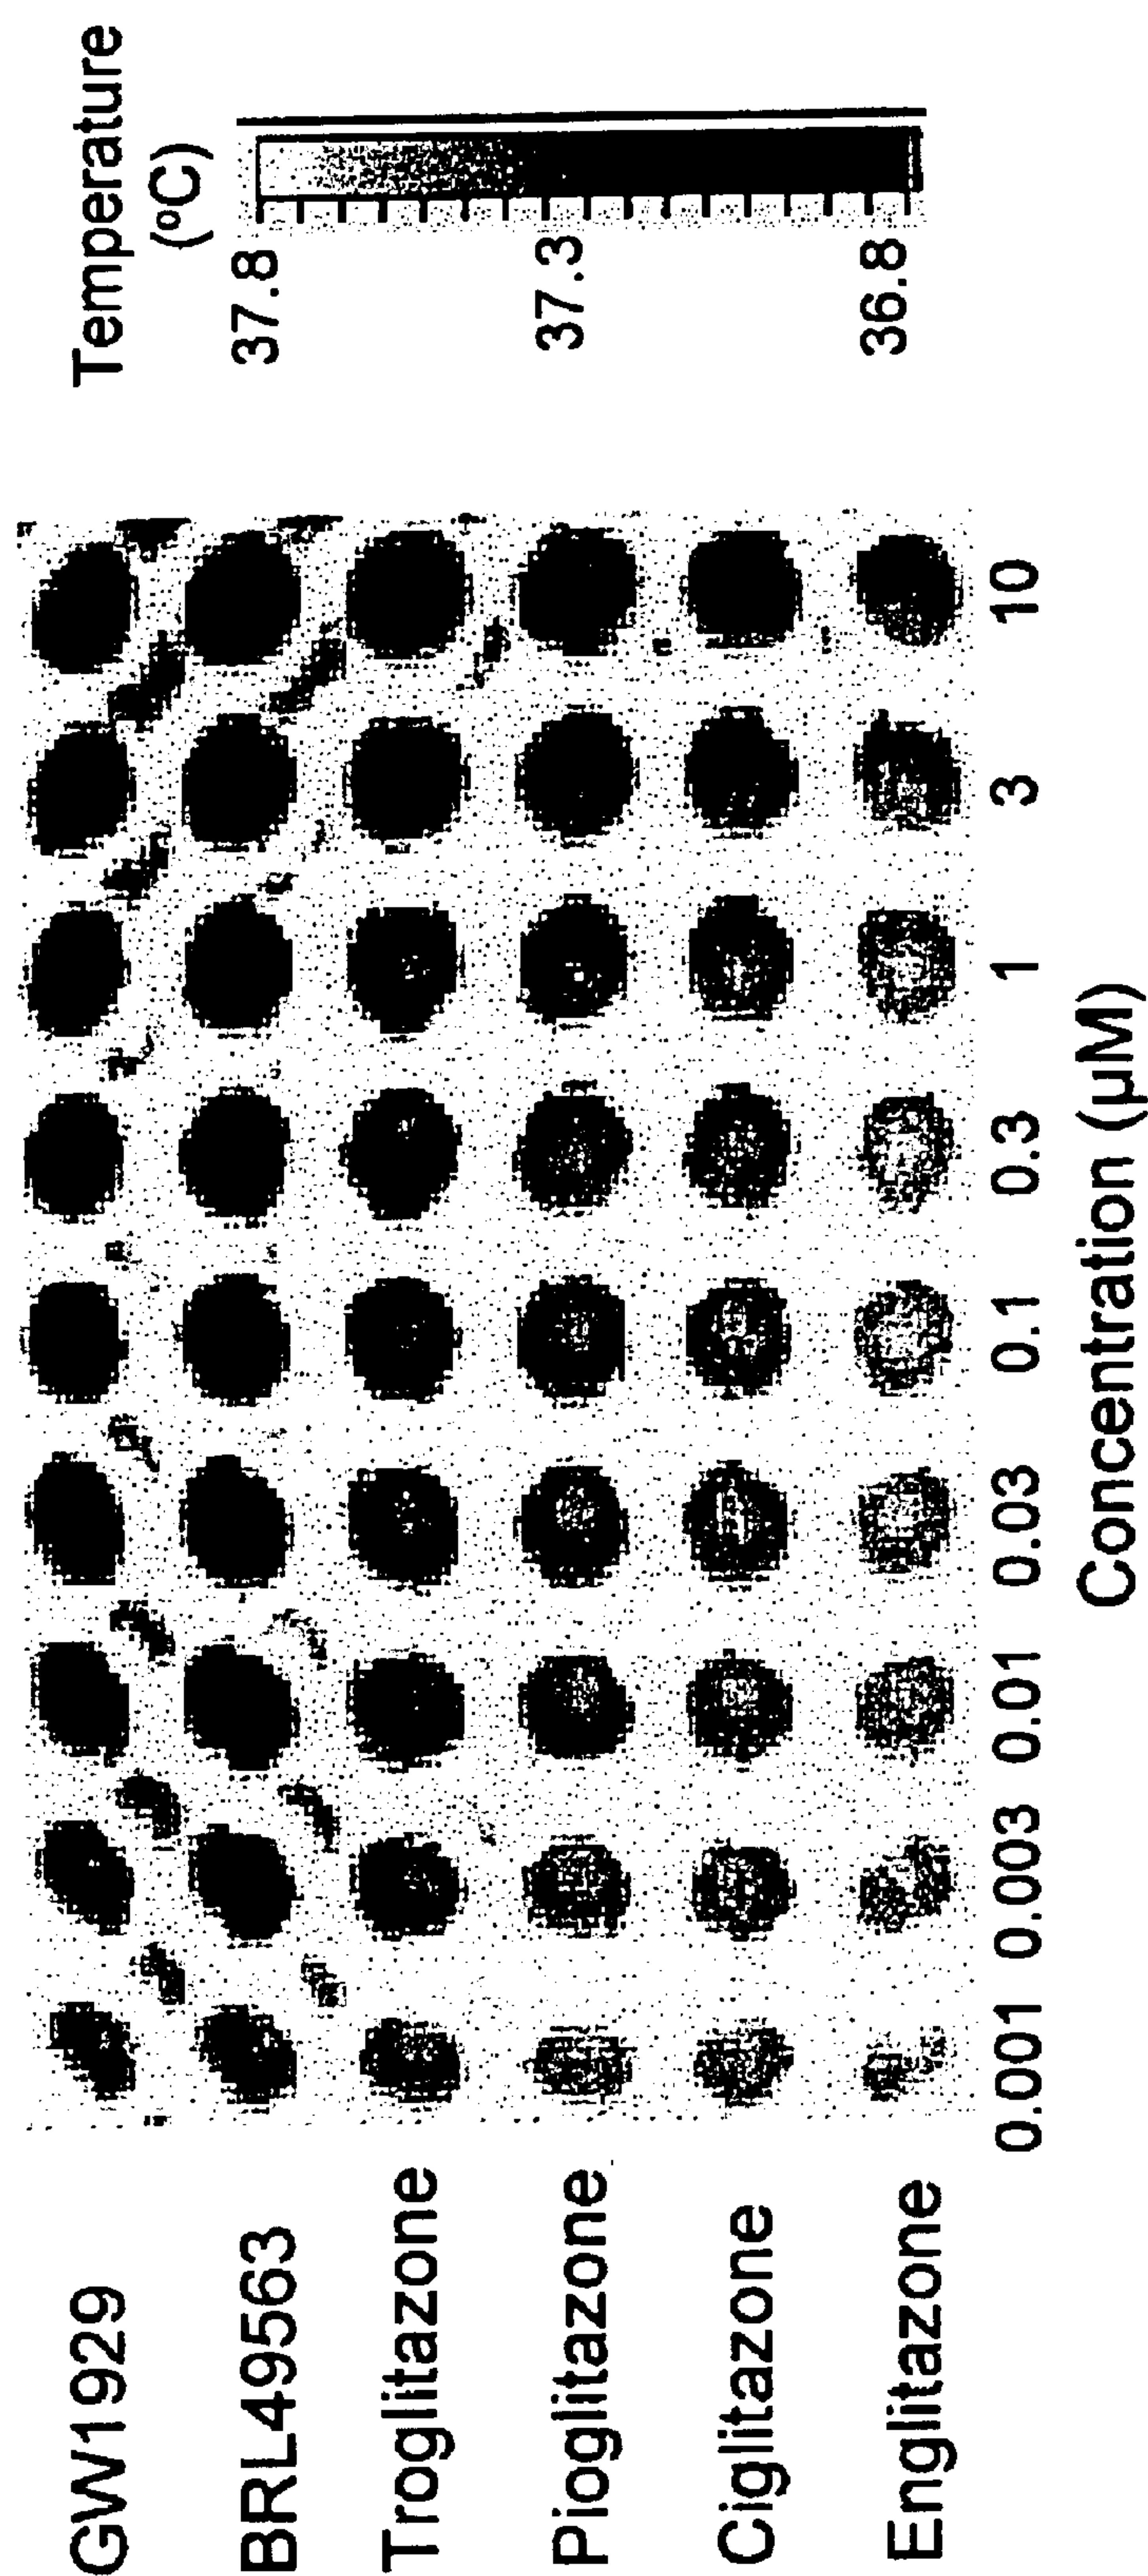 Temperature
(ºC)
37.8
37.3
36.8
GW1929
BRL49563
Troglitazone
Pioglitazone
Ciglitazone
Englitazone
0.001 0.003 0.01 0.03 0.1 0.3 1 3 10
Concentration (µM)